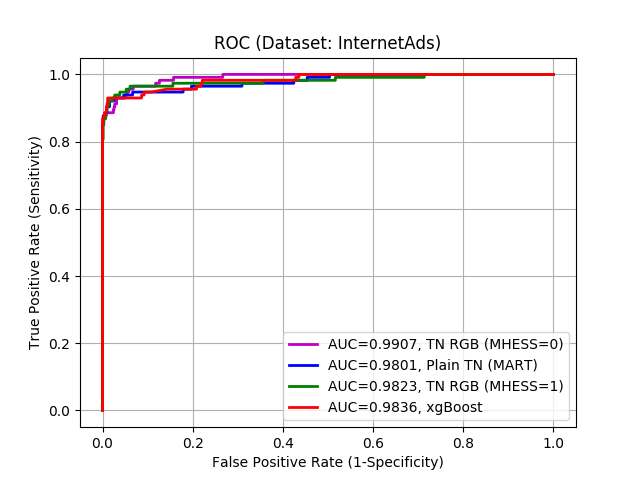 ROC (Dataset: InternetAds)
True Positive Rate (Sensitivity)
1.0
0.8
0.6
0.4
0.2
0.0
AUC=0.9907, TN RGB (MHESS=0)
AUC=0.9801, Plain TN (MART)
AUC=0.9823, TN RGB (MHESS=1)
AUC=0.9836, xgBoost
0.0 0.2 0.4 0.6 0.8 1.0
False Positive Rate (1-Specificity)